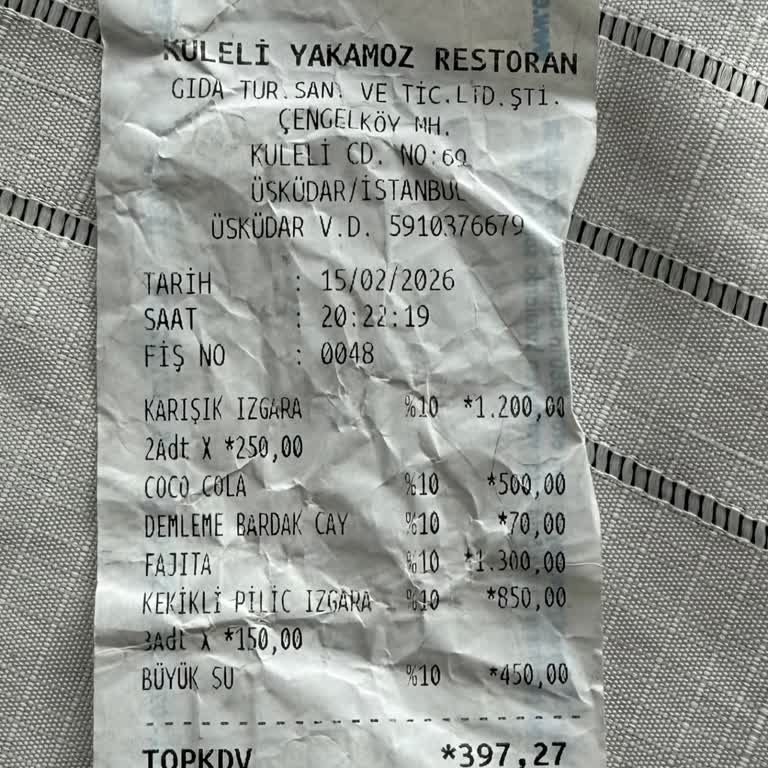 KULELİ YAKAMOZ RESTORAN
GIDA TUR.SAN. VE TİC.LTD.ŞTİ.
ÇENGELKÖY MH.
KULELİ CD. NO:69
ÜSKÜDAR/İSTANBUL
ÜSKÜDAR V.D. 5910376679
TARİH : 15/02/2026
SAAT : 20:22:19
FİŞ NO : 0048
KARIŞIK IZGARA %10 *1.200,00
2Adt X *250,00
COCO COLA %10 *500,00
DEMLEME BARDAK CAY %10 *70,00
FAJITA %10 *1.300,00
KEKİKLİ PİLİC IZGARA %10 *850,00
3Adt X *150,00
BÜYÜK SU %10 *450,00
TOPKDV *397,27